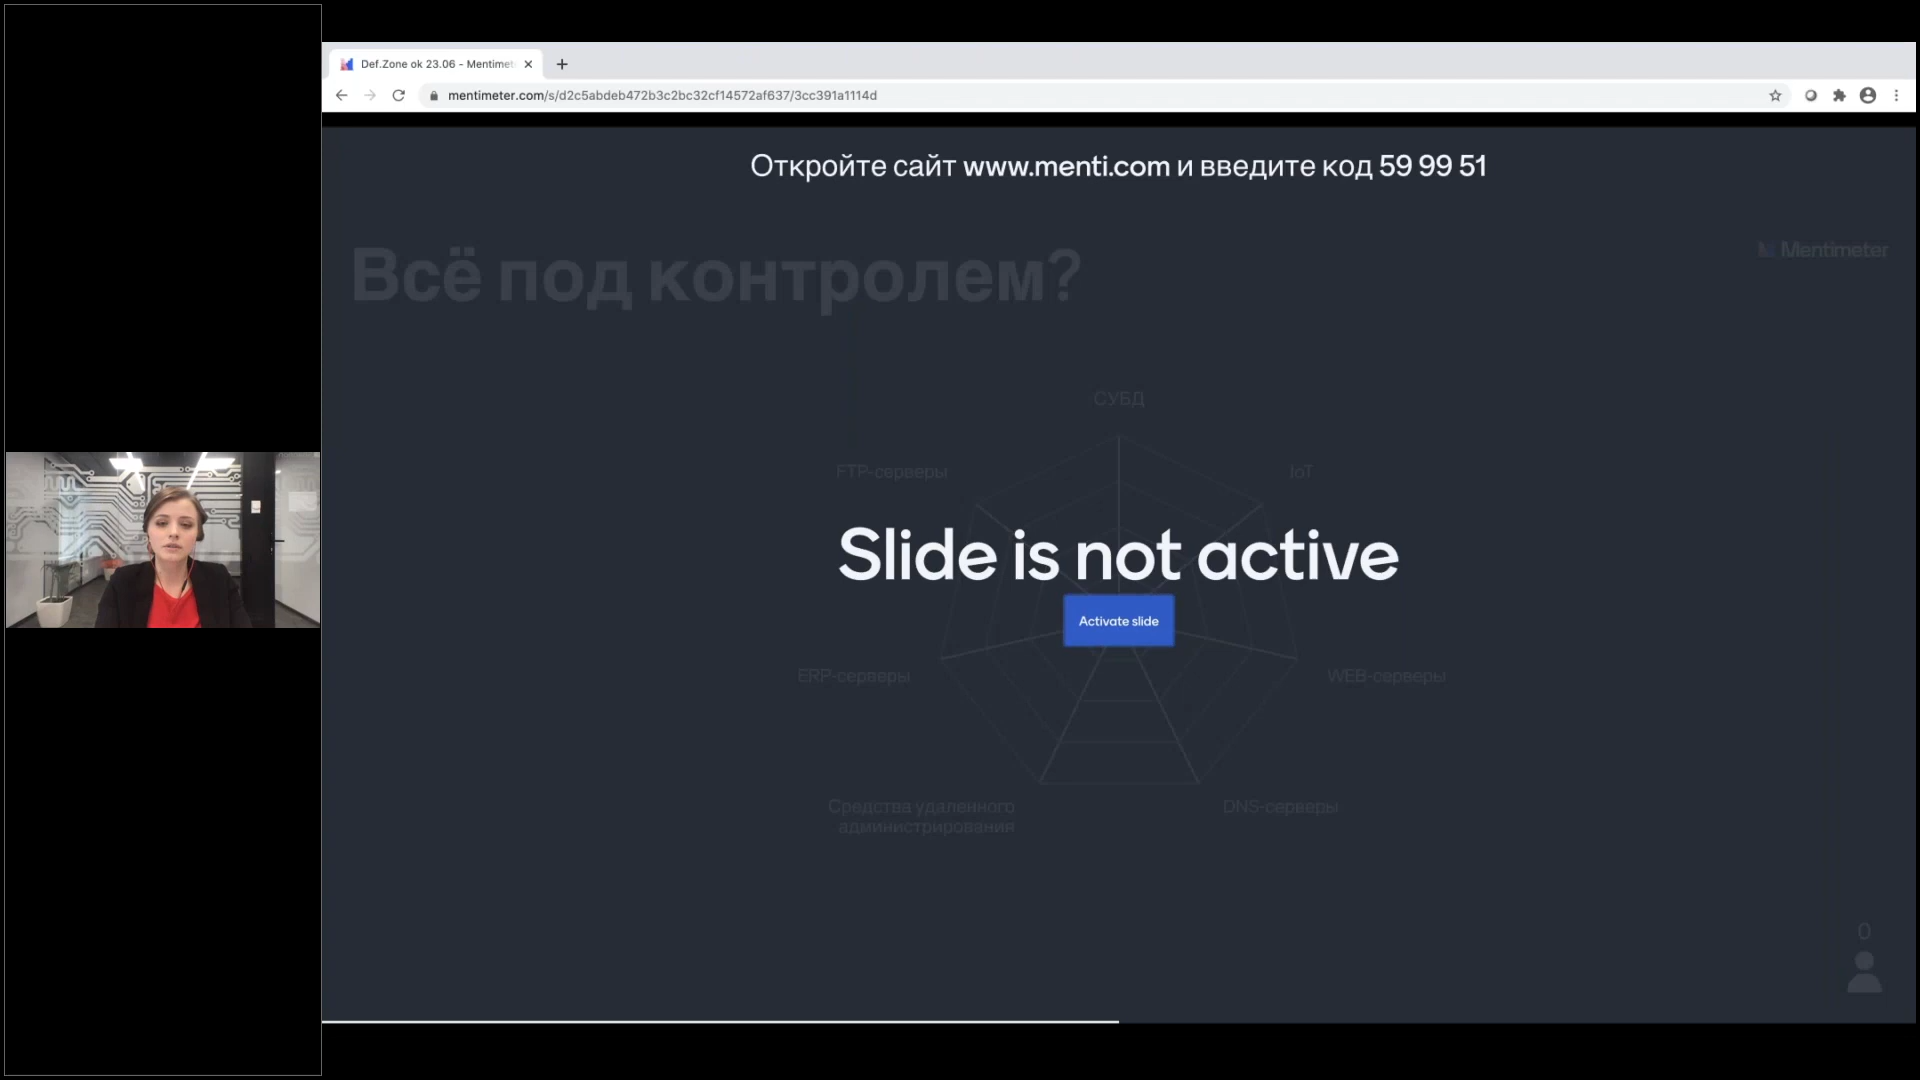 Def.Zone ok 23.06 - Mentimet
mentimeter.com/s/d2c5abdeb472b3c2bc32cf14572af637/3cc391a1114d
Откройте сайт www.menti.com и введите код 59 99 51
Всё под контролем?
Mentimeter
СУБД
FTP-серверы
IoT
Slide is not active
Activate slide
ERP-серверы
WEB-серверы
Средства удаленного
администрирования
DNS-серверы
0